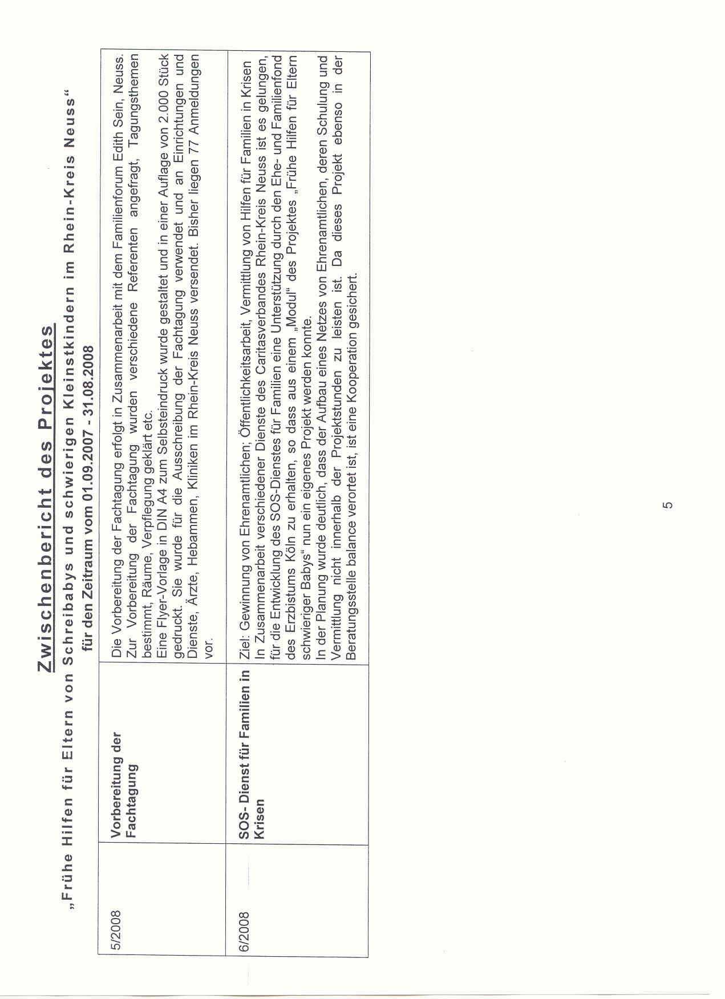 Zwischenbericht des Projektes
„Frühe Hilfen für Eltern von Schreibabys und schwierigen Kleinstkindern im Rhein-Kreis Neuss“
für den Zeitraum vom 01.09.2007 - 31.08.2008
5/2008
Vorbereitung der
Fachtagung
Die Vorbereitung der Fachtagung erfolgt in Zusammenarbeit mit dem Familienforum Edith Sein, Neuss.
Zur Vorbereitung der Fachtagung wurden verschiedene Referenten angefragt, Tagungsthemen
bestimmt, Räume, Verpflegung geklärt etc.
Eine Flyer-Vorlage in DIN A4 zum Selbsteindruck wurde gestaltet und in einer Auflage von 2.000 Stück
gedruckt. Sie wurde für die Ausschreibung der Fachtagung verwendet und an Einrichtungen und
Dienste, Ärzte, Hebammen, Kliniken im Rhein-Kreis Neuss versendet. Bisher liegen 77 Anmeldungen
vor.
6/2008
SOS- Dienst für Familien in
Krisen
Ziel: Gewinnung von Ehrenamtlichen; Öffentlichkeitsarbeit, Vermittlung von Hilfen für Familien in Krisen
In Zusammenarbeit verschiedener Dienste des Caritasverbandes Rhein-Kreis Neuss ist es gelungen,
für die Entwicklung des SOS-Dienstes für Familien eine Unterstützung durch den Ehe- und Familienfond
des Erzbistums Köln zu erhalten, so dass aus einem „Modul“ des Projektes „Frühe Hilfen für Eltern
schwieriger Babys“ nun ein eigenes Projekt werden konnte.
In der Planung wurde deutlich, dass der Aufbau eines Netzes von Ehrenamtlichen, deren Schulung und
Vermittlung nicht innerhalb der Projektstunden zu leisten ist. Da dieses Projekt ebenso in der
Beratungsstelle balance verortet ist, ist eine Kooperation gesichert.
5